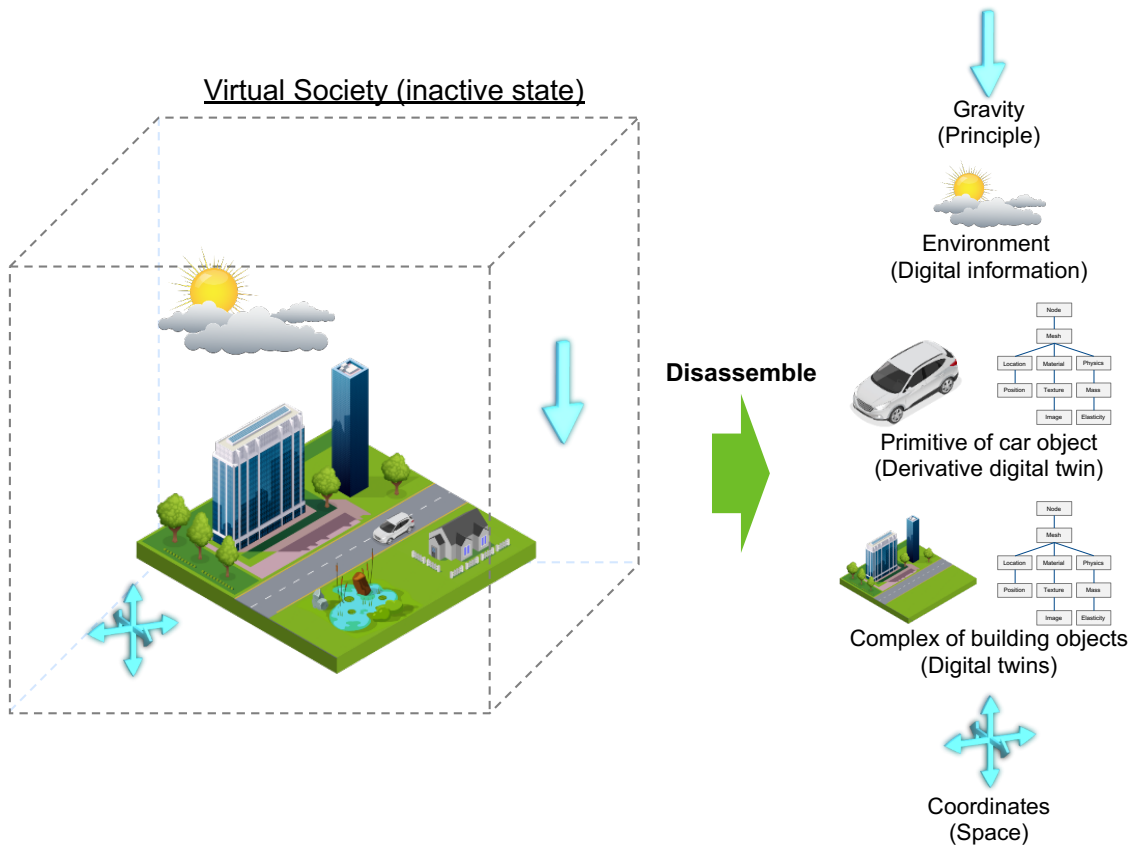 Virtual Society (inactive state)
Disassemble
Gravity
(Principle)
Environment
(Digital information)
Node
Mesh
Location Material Physics
Position Texture Mass
Image Elasticity
Primitive of car object
(Derivative digital twin)
Node
Mesh
Location Material Physics
Position Texture Mass
Image Elasticity
Complex of building objects
(Digital twins)
Coordinates
(Space)